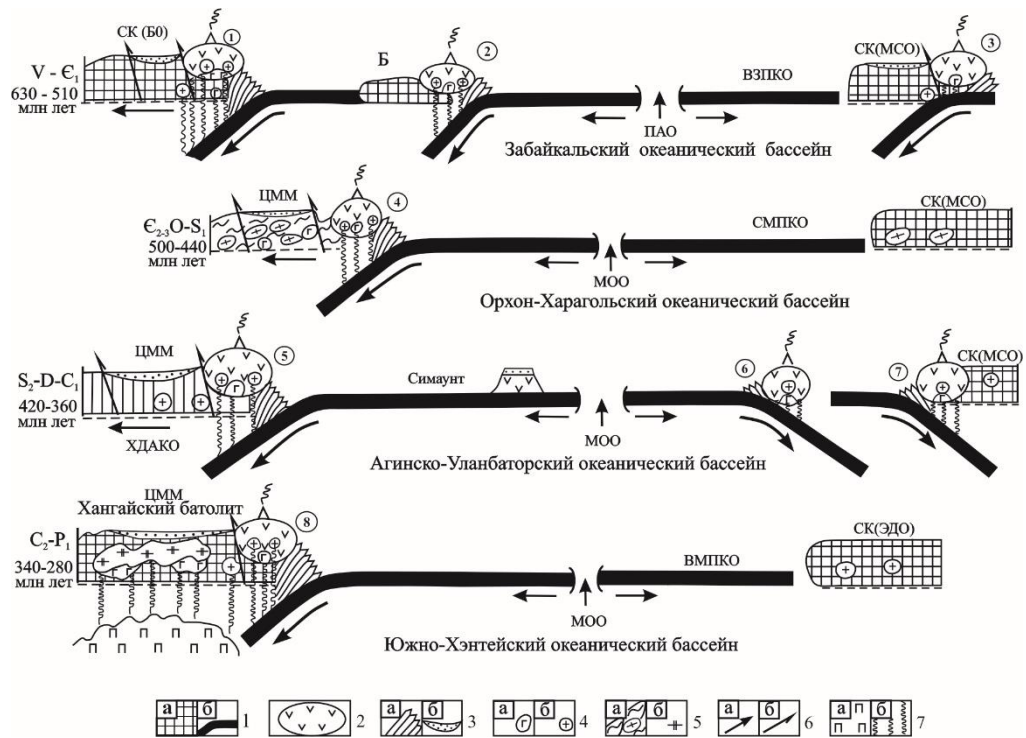 СК (Б0)
1
Б
2
СК(МСО)
3
V - Є₁
630 - 510
млн лет
г
г
ВЗПКО
ПАО
Забайкальский океанический бассейн
ЦММ
4
Є₂₋₃O-S₁
500-440
млн лет
г
г
г
СМПКО
СК(МСО)
МОО
Орхон-Харагольский океанический бассейн
ЦММ
5
S₂-D-C₁
420-360
млн лет
г
Симаунт
6
7
СК(МСО)
г
ХДАКО
МОО
Агинско-Уланбаторский океанический бассейн
ЦММ
Хангайский батолит
8
C₂-P₁
340-280
млн лет
г
ВМПКО
СК(ЭДО)
МОО
П П П П П
П П П П
Южно-Хэнтейский океанический бассейн
а б 1 2 а б 3 а г б 4 а б 5 а б 6 а П П П П б 7